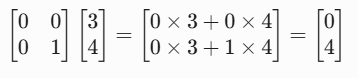 [0 0; 0 1] [3; 4] = [0 × 3 + 0 × 4; 0 × 3 + 1 × 4] = [0; 4]